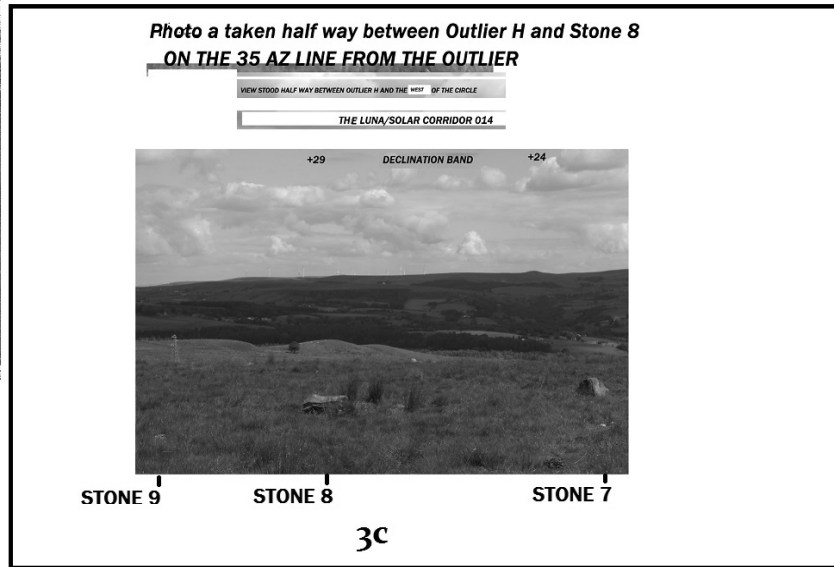 Photo a taken half way between Outlier H and Stone 8
ON THE 35 AZ LINE FROM THE OUTLIER
VIEW STOOD HALF WAY BETWEEN OUTLIER H AND THE WEST OF THE CIRCLE
THE LUNA/SOLAR CORRIDOR 014
+29 DECLINATION BAND +24
STONE 9 STONE 8 STONE 7
3c